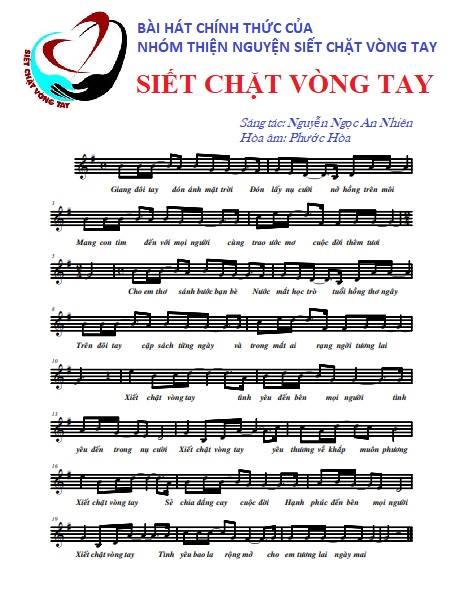 BÀI HÁT CHÍNH THỨC CỦA
NHÓM THIỆN NGUYỆN SIẾT CHẶT VÒNG TAY
SIẾT CHẶT VÒNG TAY
SIẾT CHẶT VÒNG TAY
Sáng tác: Nguyễn Ngọc An Nhiên
Hòa âm: Phước Hòa
Giang đôi tay đón ánh mặt trời Đón lấy nụ cười nở hồng trên môi
3
Mang con tim đến với mọi người cùng trao ước mơ cuộc đời thêm tươi
5
Cho em thơ sánh bước bạn bè Nước mắt học trò tuổi hồng thơ ngây
8
Trên đôi tay cặp sách từng ngày và trong mắt ai rạng ngời tương lai
10
Xiết chặt vòng tay tình yêu đến bên mọi người tình
13
yêu đến trong nụ cười Xiết chặt vòng tay yêu thương về khắp muôn phương
16
Xiết chặt vòng tay Sẻ chia đắng cay cuộc đời Hạnh phúc đến bên mọi người
19
Xiết chặt vòng tay Tình yêu bao la rộng mở cho em tương lai ngày mai